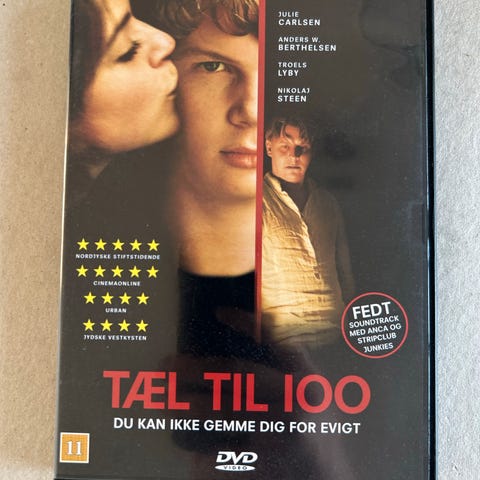 JULIE
CARLSEN
ANDERS W.
BERTHELSEN
TROELS
LYBY
NIKOLAJ
STEEN
NORDJYSKE STIFTSTIDENDE
CINEMAONLINE
URBAN
JYDSKE VESTKYSTEN
FEDT
SOUNDTRACK
MED ANCA OG
STRIPCLUB
JUNKIES
TÆL TIL 100
DU KAN IKKE GEMME DIG FOR EVIGT
11
DVD
VIDEO